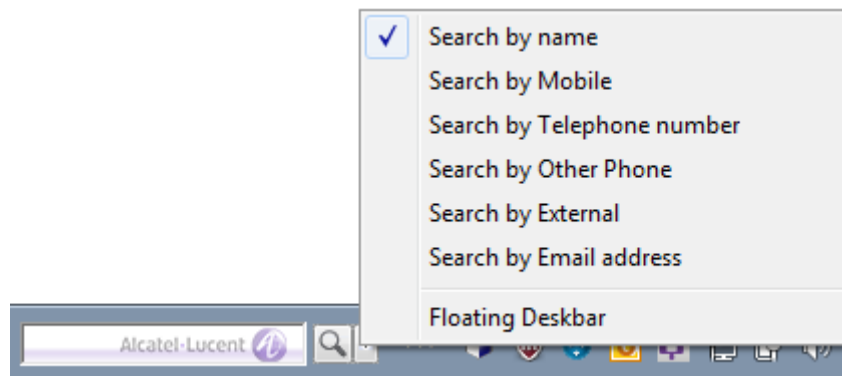 Search by name
Search by Mobile
Search by Telephone number
Search by Other Phone
Search by External
Search by Email address
Floating Deskbar
Alcatel·Lucent